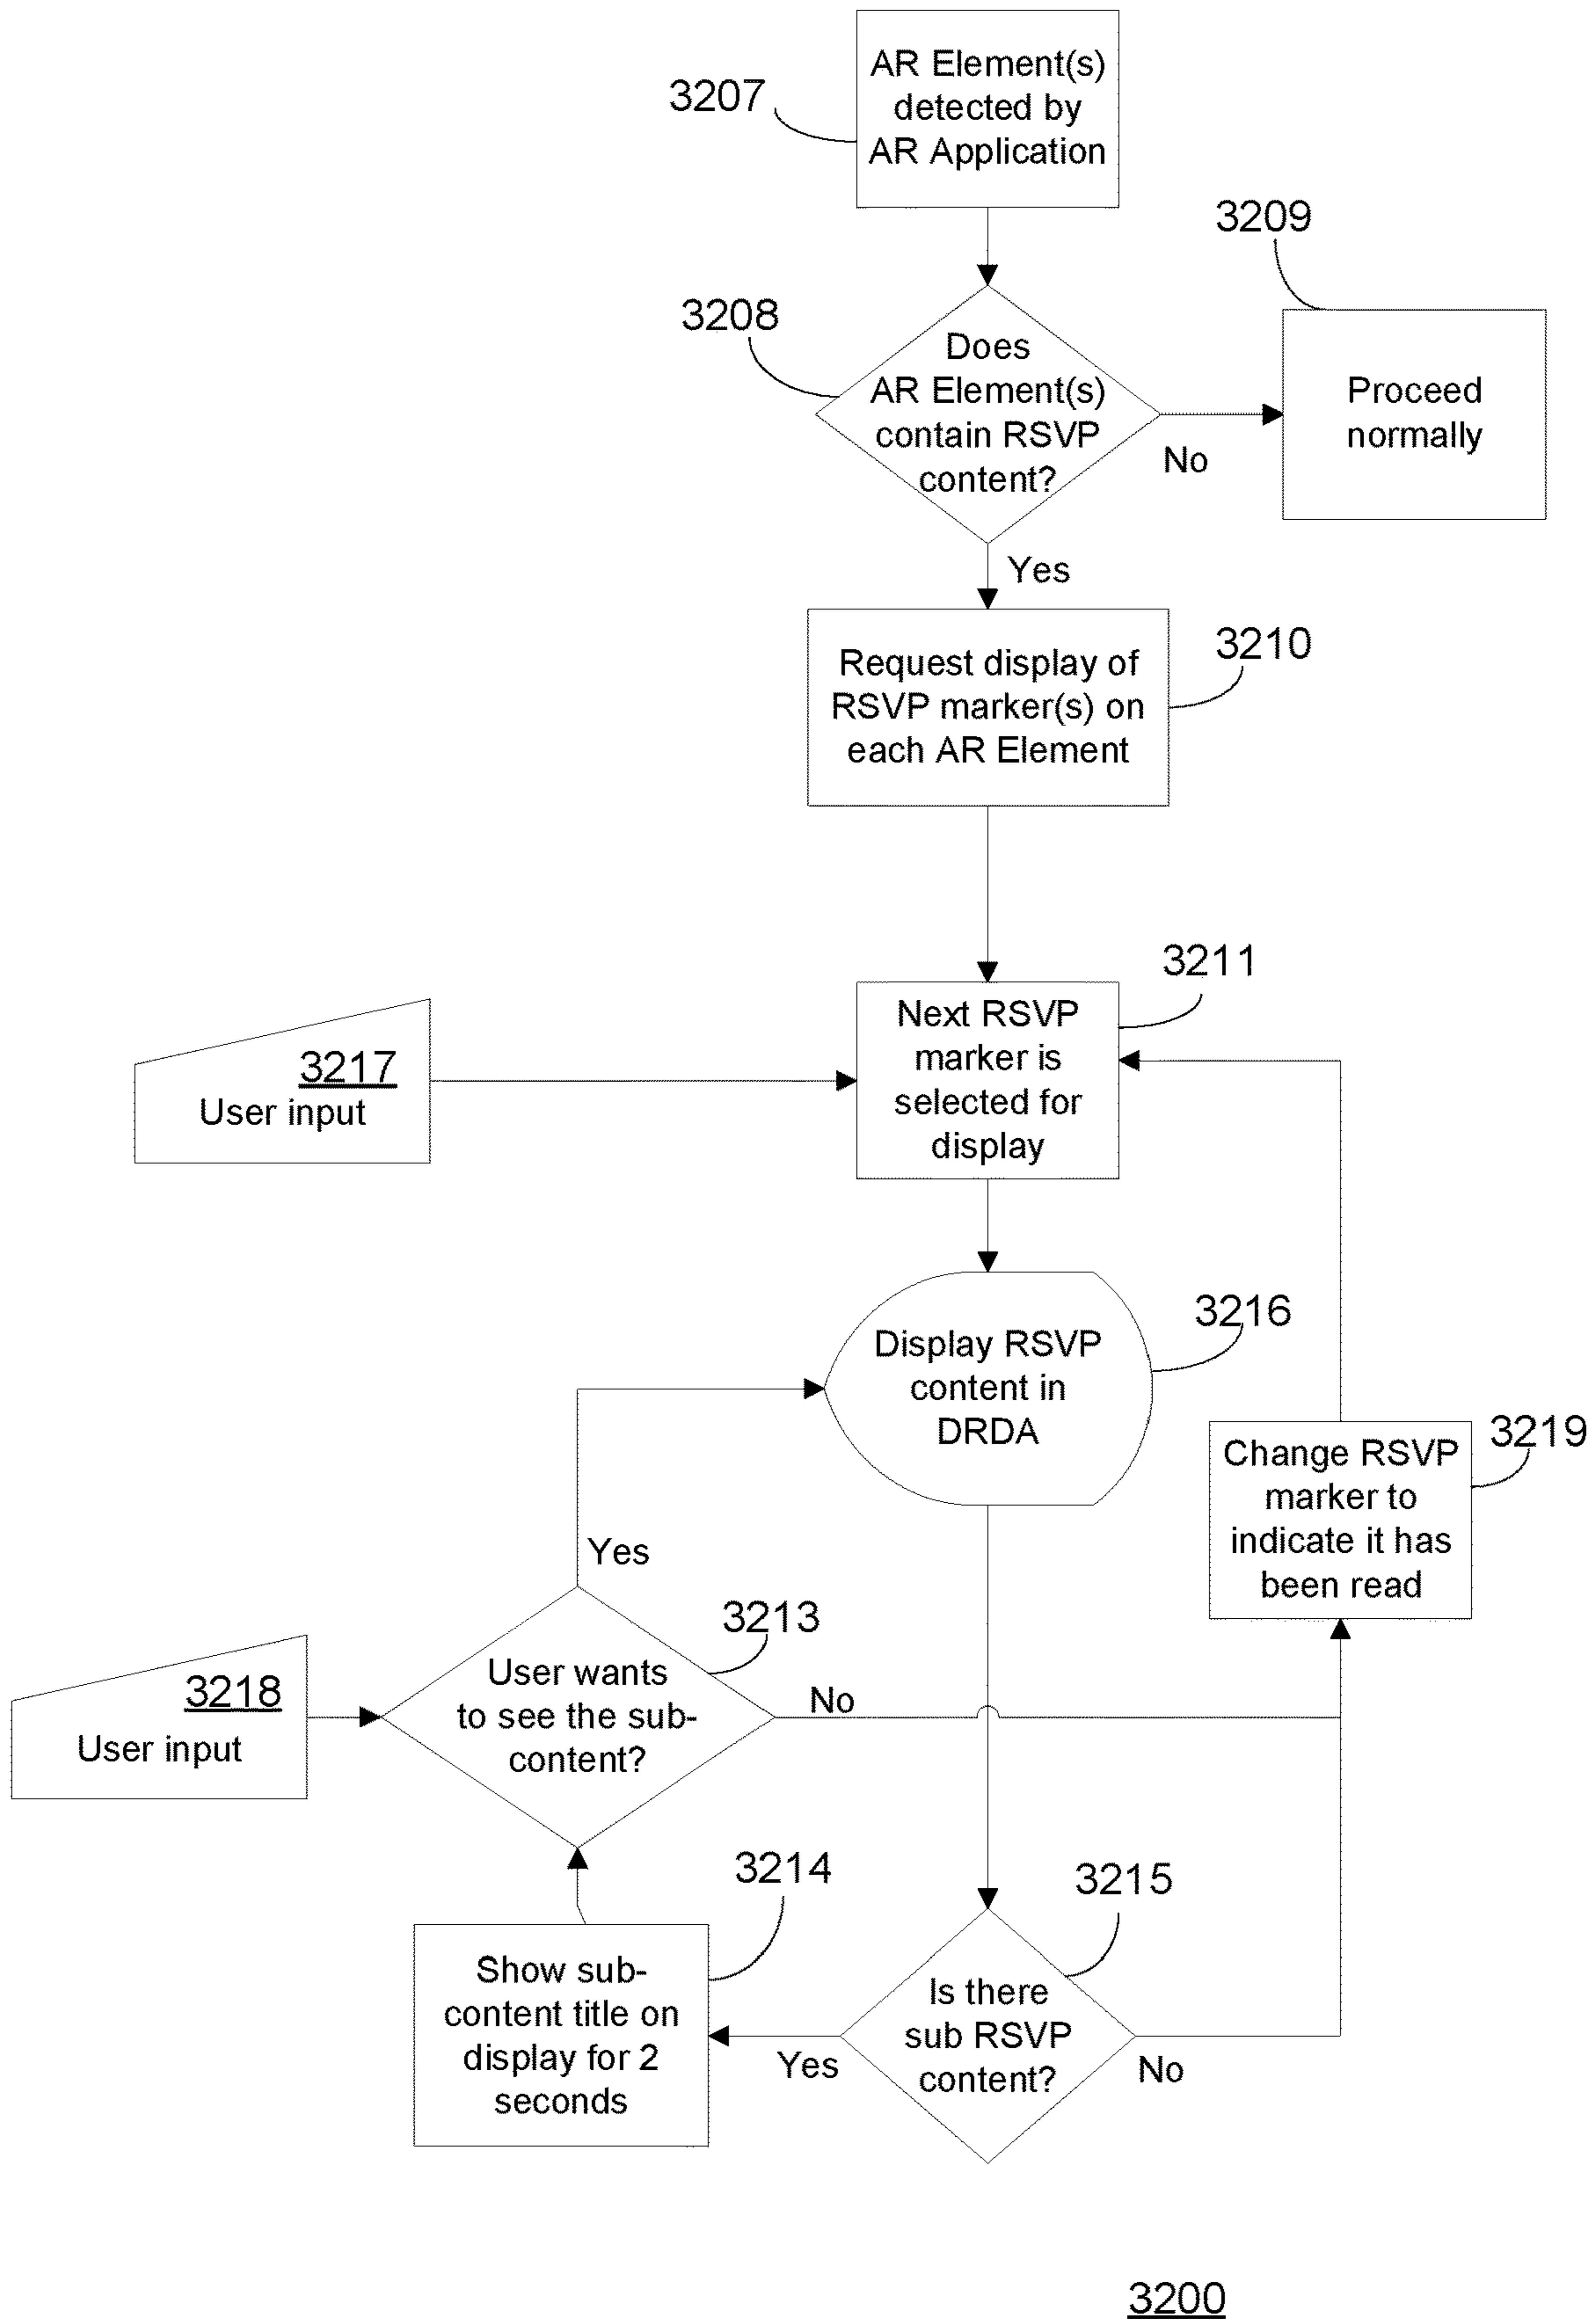 3207
AR Element(s)
detected by
AR Application
3209
3208
Does
AR Element(s)
contain RSVP
content?
No
Proceed
normally
Yes
3210
Request display of
RSVP marker(s) on
each AR Element
3211
Next RSVP
marker is
selected for
display
3217
User input
3216
Display RSVP
content in
DRDA
3219
Change RSVP
marker to
indicate it has
been read
Yes
3213
User wants
to see the sub-
content?
No
3218
User input
3214
Show sub-
content title on
display for 2
seconds
3215
Is there
sub RSVP
content?
Yes
No
3200